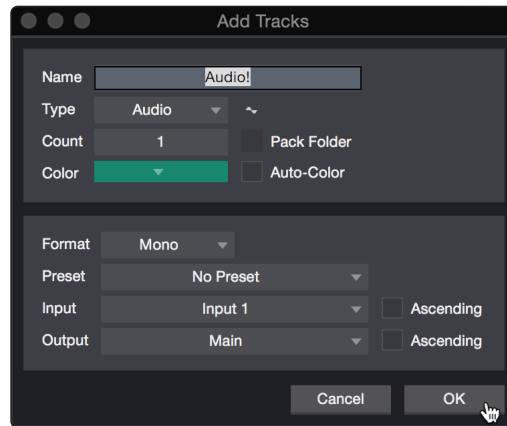 Add Tracks
Name Audio!
Type Audio
Count 1 Pack Folder
Color Auto-Color
Format Mono
Preset No Preset
Input Input 1 Ascending
Output Main Ascending
Cancel OK